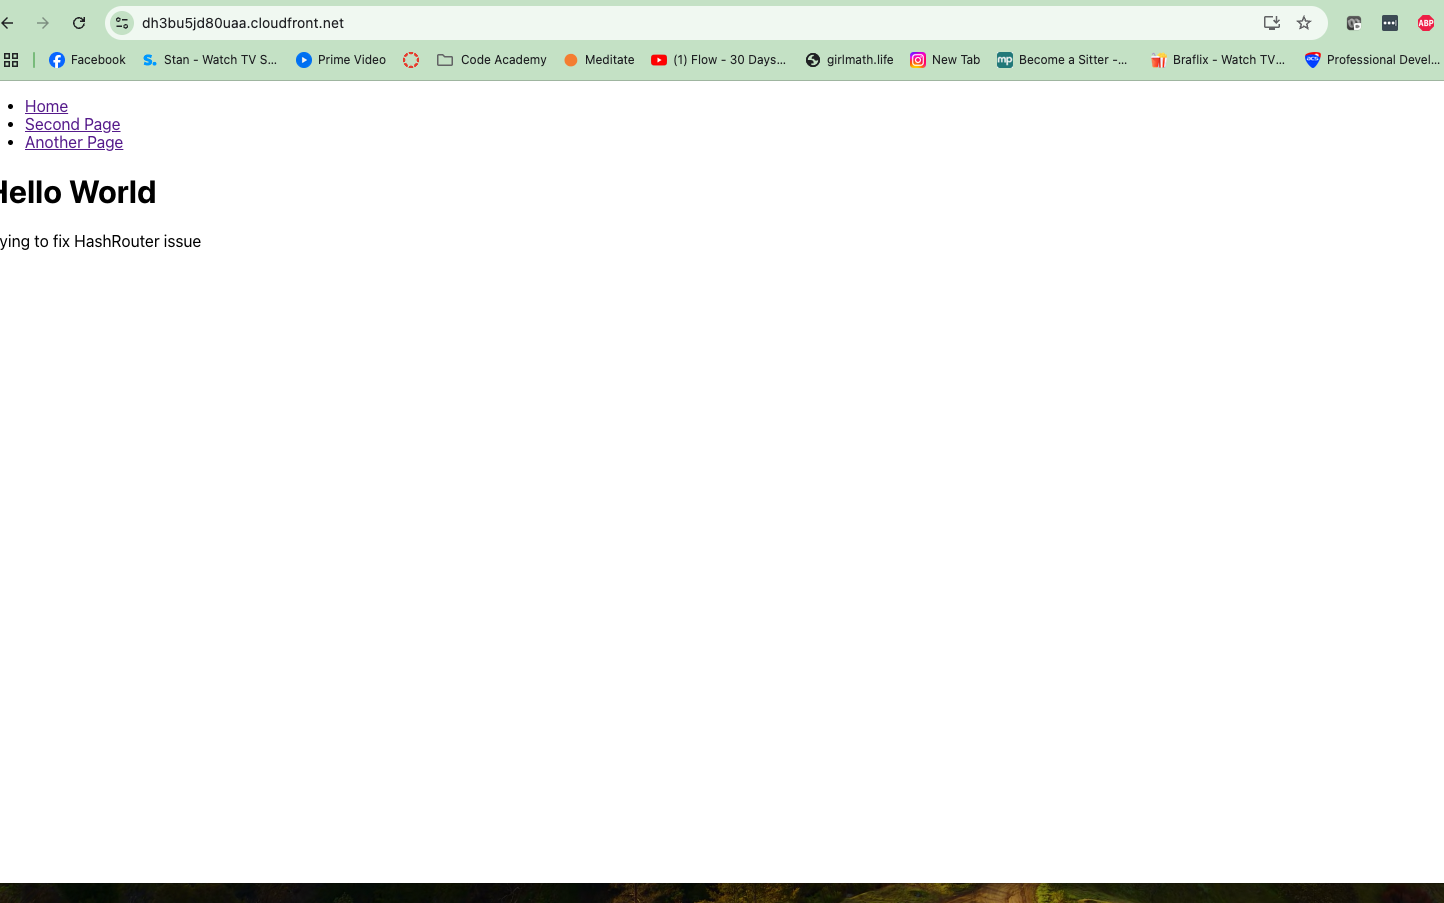 dh3bu5jd80uaa.cloudfront.net
ABP
Facebook
Stan - Watch TV S...
Prime Video
Code Academy
Meditate
(1) Flow - 30 Days...
girlmath.life
New Tab
mp Become a Sitter -...
Braflix - Watch TV...
acs Professional Devel...
Home
Second Page
Another Page
Hello World
ying to fix HashRouter issue